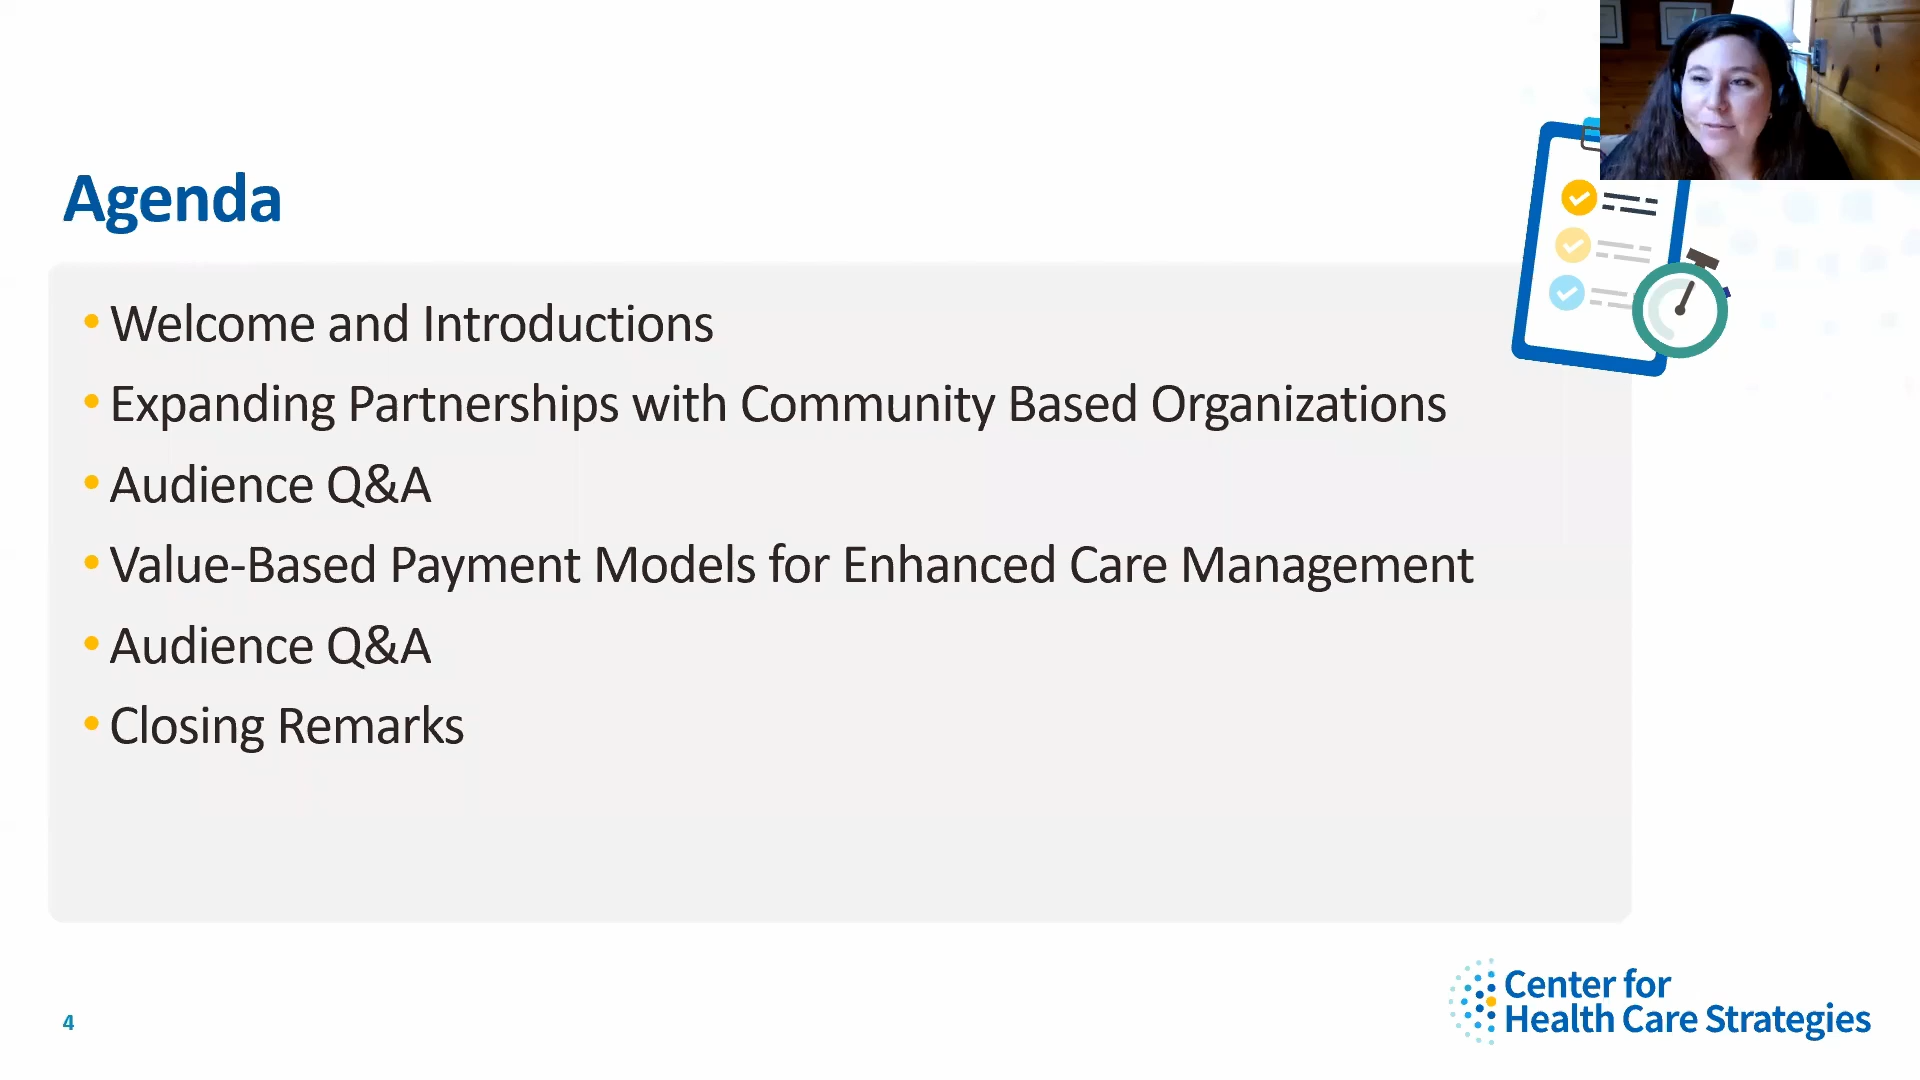 Agenda
• Welcome and Introductions
• Expanding Partnerships with Community Based Organizations
• Audience Q&A
• Value-Based Payment Models for Enhanced Care Management
• Audience Q&A
• Closing Remarks
4
Center for
Health Care Strategies